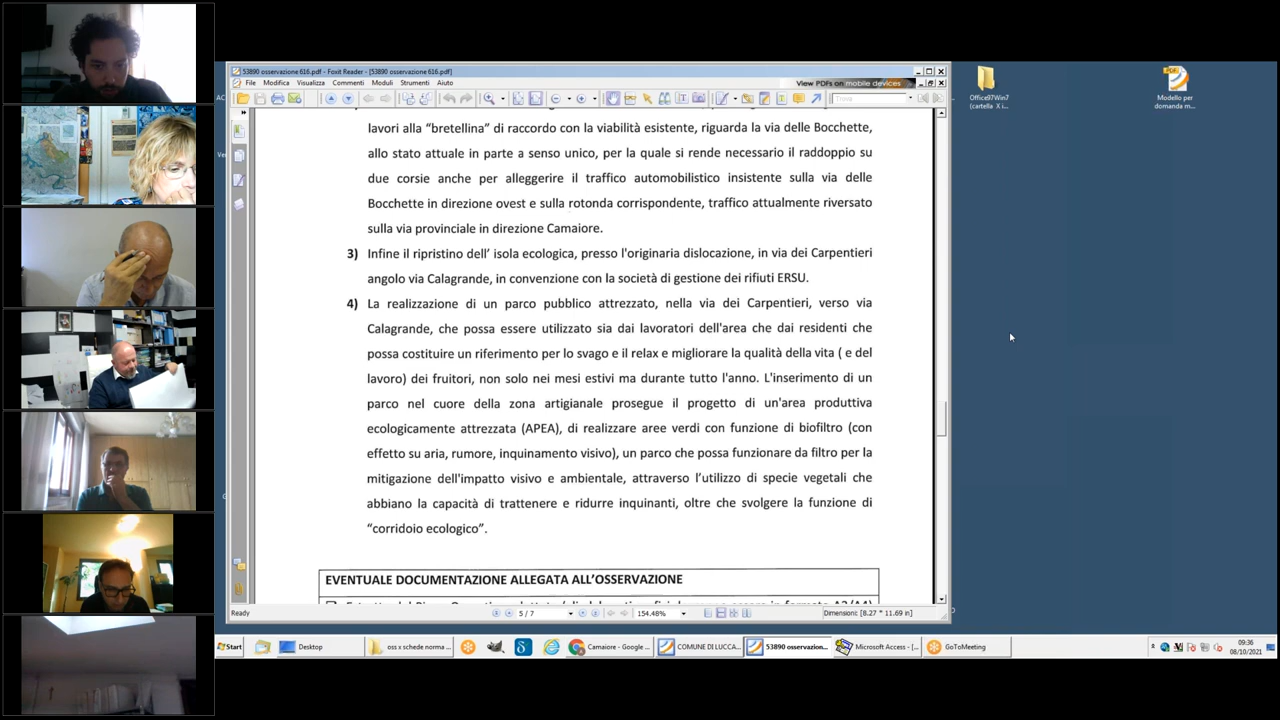 53890 osservazione 616.pdf - Foxit Reader - [53890 osservazione 616.pdf]
File Modifica Visualizza Commenti Moduli Strumenti Aiuto
View PDFs on mobile devices
lavori alla “bretellina” di raccordo con la viabilità esistente, riguarda la via delle Bocchette,
allo stato attuale in parte a senso unico, per la quale si rende necessario il raddoppio su
due corsie anche per alleggerire il traffico automobilistico insistente sulla via delle
Bocchette in direzione ovest e sulla rotonda corrispondente, traffico attualmente riversato
sulla via provinciale in direzione Camaiore.
3) Infine il ripristino dell’ isola ecologica, presso l'originaria dislocazione, in via dei Carpentieri
angolo via Calagrande, in convenzione con la società di gestione dei rifiuti ERSU.
4) La realizzazione di un parco pubblico attrezzato, nella via dei Carpentieri, verso via
Calagrande, che possa essere utilizzato sia dai lavoratori dell'area che dai residenti che
possa costituire un riferimento per lo svago e il relax e migliorare la qualità della vita ( e del
lavoro) dei fruitori, non solo nei mesi estivi ma durante tutto l'anno. L'inserimento di un
parco nel cuore della zona artigianale prosegue il progetto di un'area produttiva
ecologicamente attrezzata (APEA), di realizzare aree verdi con funzione di biofiltro (con
effetto su aria, rumore, inquinamento visivo), un parco che possa funzionare da filtro per la
mitigazione dell'impatto visivo e ambientale, attraverso l’utilizzo di specie vegetali che
abbiano la capacità di trattenere e ridurre inquinanti, oltre che svolgere la funzione di
“corridoio ecologico”.
EVENTUALE DOCUMENTAZIONE ALLEGATA ALL’OSSERVAZIONE
Ready
5 / 7
154.48%
Dimensioni: [8.27 * 11.69 in]
Office97Win7
(cartella X i...
PDF
Modello per
domanda m...
Start
Desktop
oss x schede norma ...
Camaiore - Google ...
COMUNE DI LUCCA...
53890 osservazion...
Microsoft Access - [...
GoToMeeting
09:36
08/10/2021